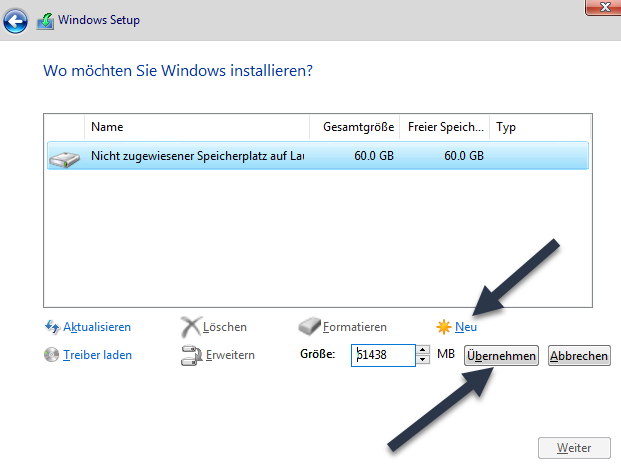 Windows Setup
Wo möchten Sie Windows installieren?
Name Gesamtgröße Freier Speich... Typ
Nicht zugewiesener Speicherplatz auf Lau 60.0 GB 60.0 GB
Aktualisieren Löschen Formatieren Neu
Treiber laden Erweitern Größe: 61438 MB Übernehmen Abbrechen
Weiter